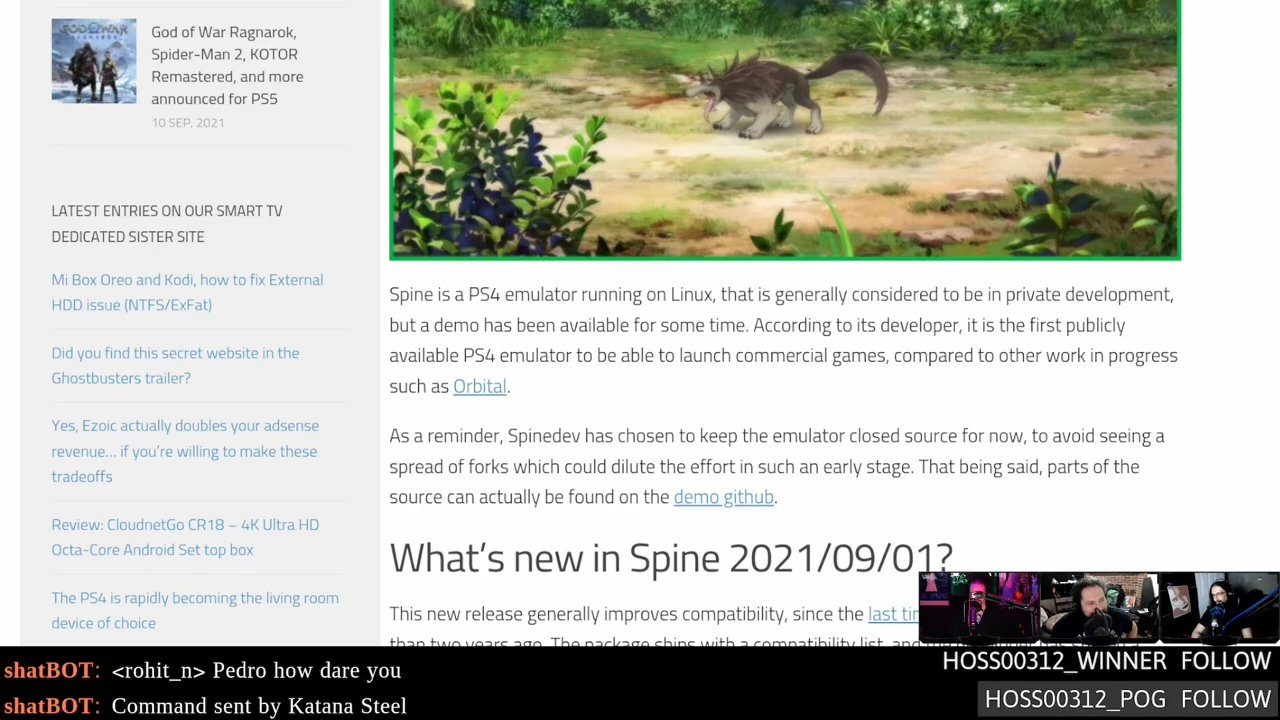 God of War Ragnarok,
Spider-Man 2, KOTOR
Remastered, and more
announced for PS5
10 SEP, 2021
LATEST ENTRIES ON OUR SMART TV
DEDICATED SISTER SITE
Mi Box Oreo and Kodi, how to fix External
HDD issue (NTFS/ExFat)
Did you find this secret website in the
Ghostbusters trailer?
Yes, Ezoic actually doubles your adsense
revenue… if you're willing to make these
tradeoffs
Review: CloudnetGo CR18 – 4K Ultra HD
Octa-Core Android Set top box
The PS4 is rapidly becoming the living room
device of choice
Spine is a PS4 emulator running on Linux, that is generally considered to be in private development,
but a demo has been available for some time. According to its developer, it is the first publicly
available PS4 emulator to be able to launch commercial games, compared to other work in progress
such as Orbital.
As a reminder, Spinedev has chosen to keep the emulator closed source for now, to avoid seeing a
spread of forks which could dilute the effort in such an early stage. That being said, parts of the
source can actually be found on the demo github.
What's new in Spine 2021/09/01?
This new release generally improves compatibility, since the last
than two years ago. The package ships with a compatibility list, and
shatBOT: <rohit_n> Pedro how dare you
shatBOT: Command sent by Katana Steel
HOSS00312_WINNER FOLLOW
HOSS00312_POG FOLLOW